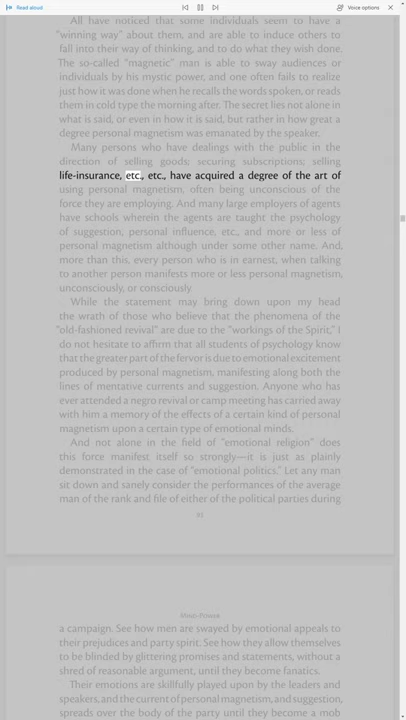 Read aloud
Voice options
All have noticed that some individuals seem to have a
"winning way" about them, and are able to induce others to
fall into their way of thinking, and to do what they wish done.
The so-called "magnetic" man is able to sway audiences or
individuals by his mystic power, and one often fails to realize
just how it was done when he recalls the words spoken, or reads
them in cold type the morning after. The secret lies not alone in
what is said, or even in how it is said, but rather in how great a
degree personal magnetism was emanated by the speaker.
Many persons who have dealings with the public in the
direction of selling goods; securing subscriptions; selling
life-insurance, etc., etc., have acquired a degree of the art of
using personal magnetism, often being unconscious of the
force they are employing. And many large employers of agents
have schools wherein the agents are taught the psychology
of suggestion, personal influence, etc., and more or less of
personal magnetism although under some other name. And,
more than this, every person who is in earnest, when talking
to another person manifests more or less personal magnetism,
unconsciously, or consciously.
While the statement may bring down upon my head
the wrath of those who believe that the phenomena of the
"old-fashioned revival" are due to the "workings of the Spirit," I
do not hesitate to affirm that all students of psychology know
that the greater part of the fervor is due to emotional excitement
produced by personal magnetism, manifesting along both the
lines of mentative currents and suggestion. Anyone who has
ever attended a negro revival or camp meeting has carried away
with him a memory of the effects of a certain kind of personal
magnetism upon a certain type of emotional minds.
And not alone in the field of "emotional religion" does
this force manifest itself so strongly—it is just as plainly
demonstrated in the case of "emotional politics." Let any man
sit down and sanely consider the performances of the average
man of the rank and file of either of the political parties during
Mind-Power
a campaign. See how men are swayed by emotional appeals to
their prejudices and party spirit. See how they allow themselves
to be blinded by glittering promises and statements, without a
shred of reasonable argument, until they become fanatics.
Their emotions are skillfully played upon by the leaders and
speakers, and the current of personal magnetism, and suggestion,
spreads over the body of the party until they become a mob